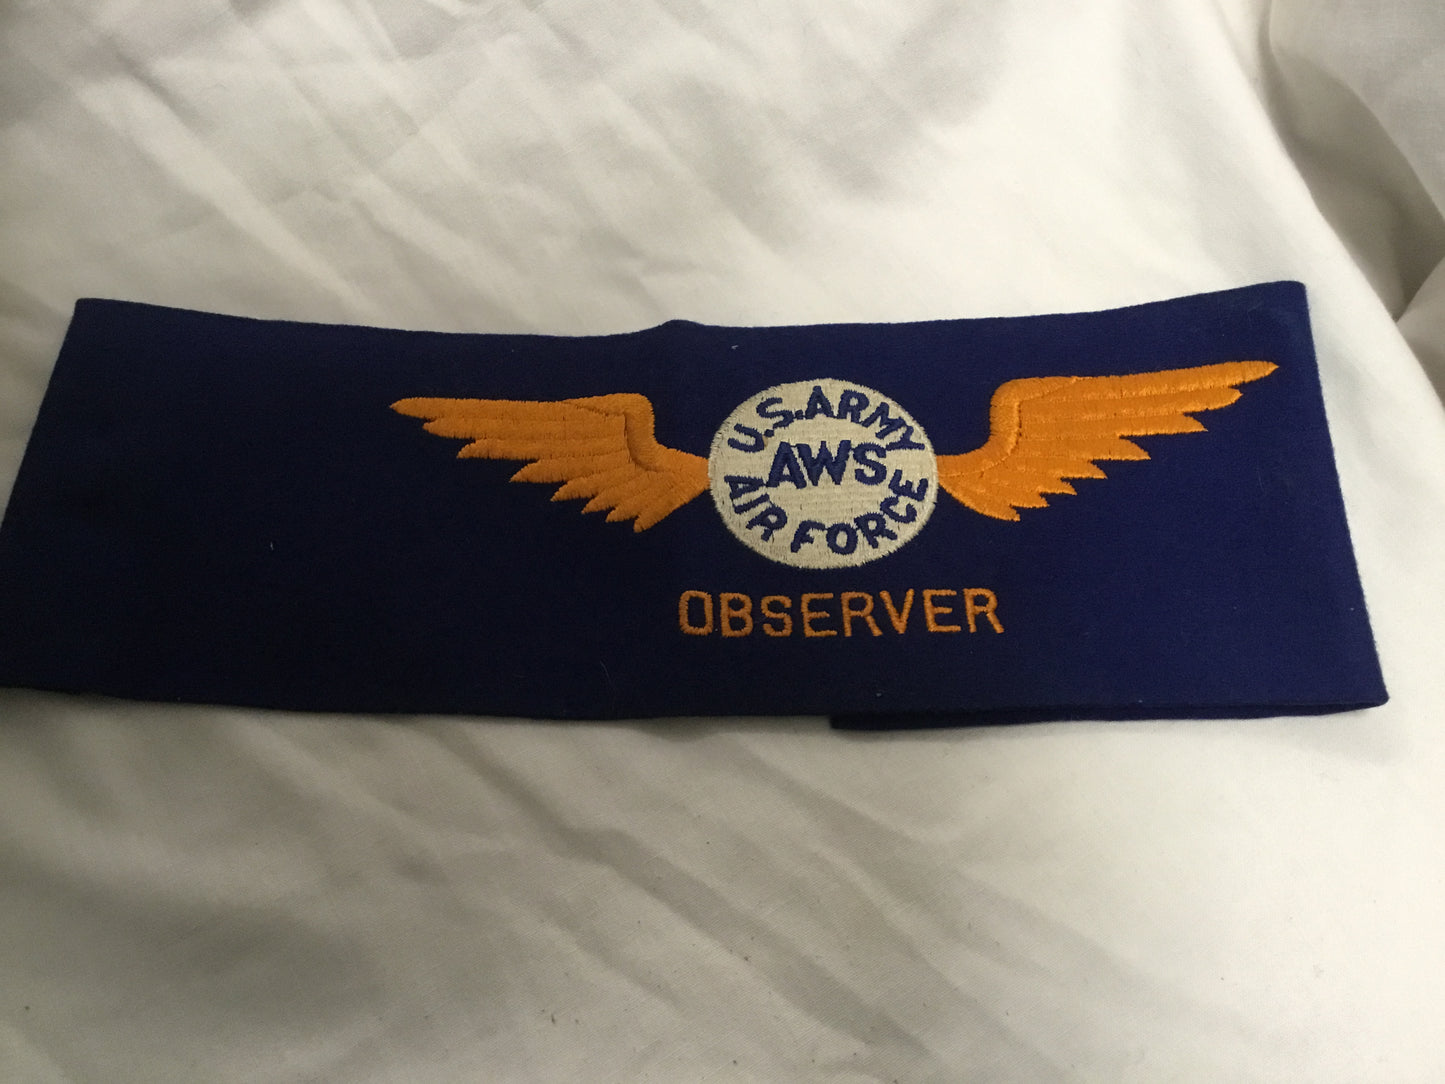 U.S. ARMY
AWS
AIR FORCE
OBSERVER